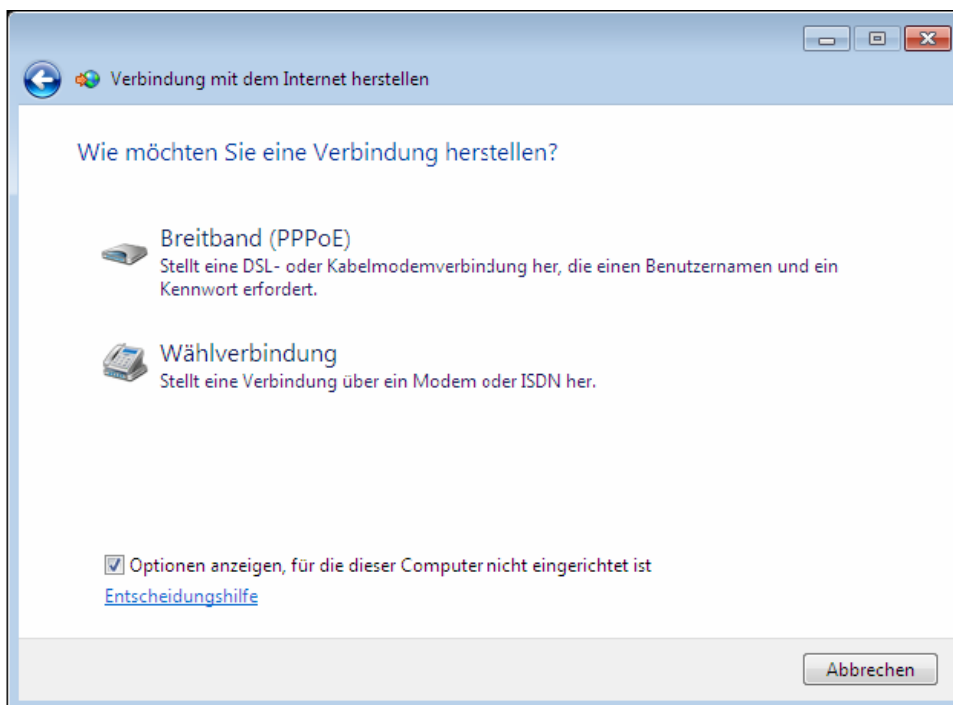 Verbindung mit dem Internet herstellen
Wie möchten Sie eine Verbindung herstellen?
Breitband (PPPoE)
Stellt eine DSL- oder Kabelmodemverbindung her, die einen Benutzernamen und ein
Kennwort erfordert.
Wählverbindung
Stellt eine Verbindung über ein Modem oder ISDN her.
Optionen anzeigen, für die dieser Computer nicht eingerichtet ist
Entscheidungshilfe
Abbrechen